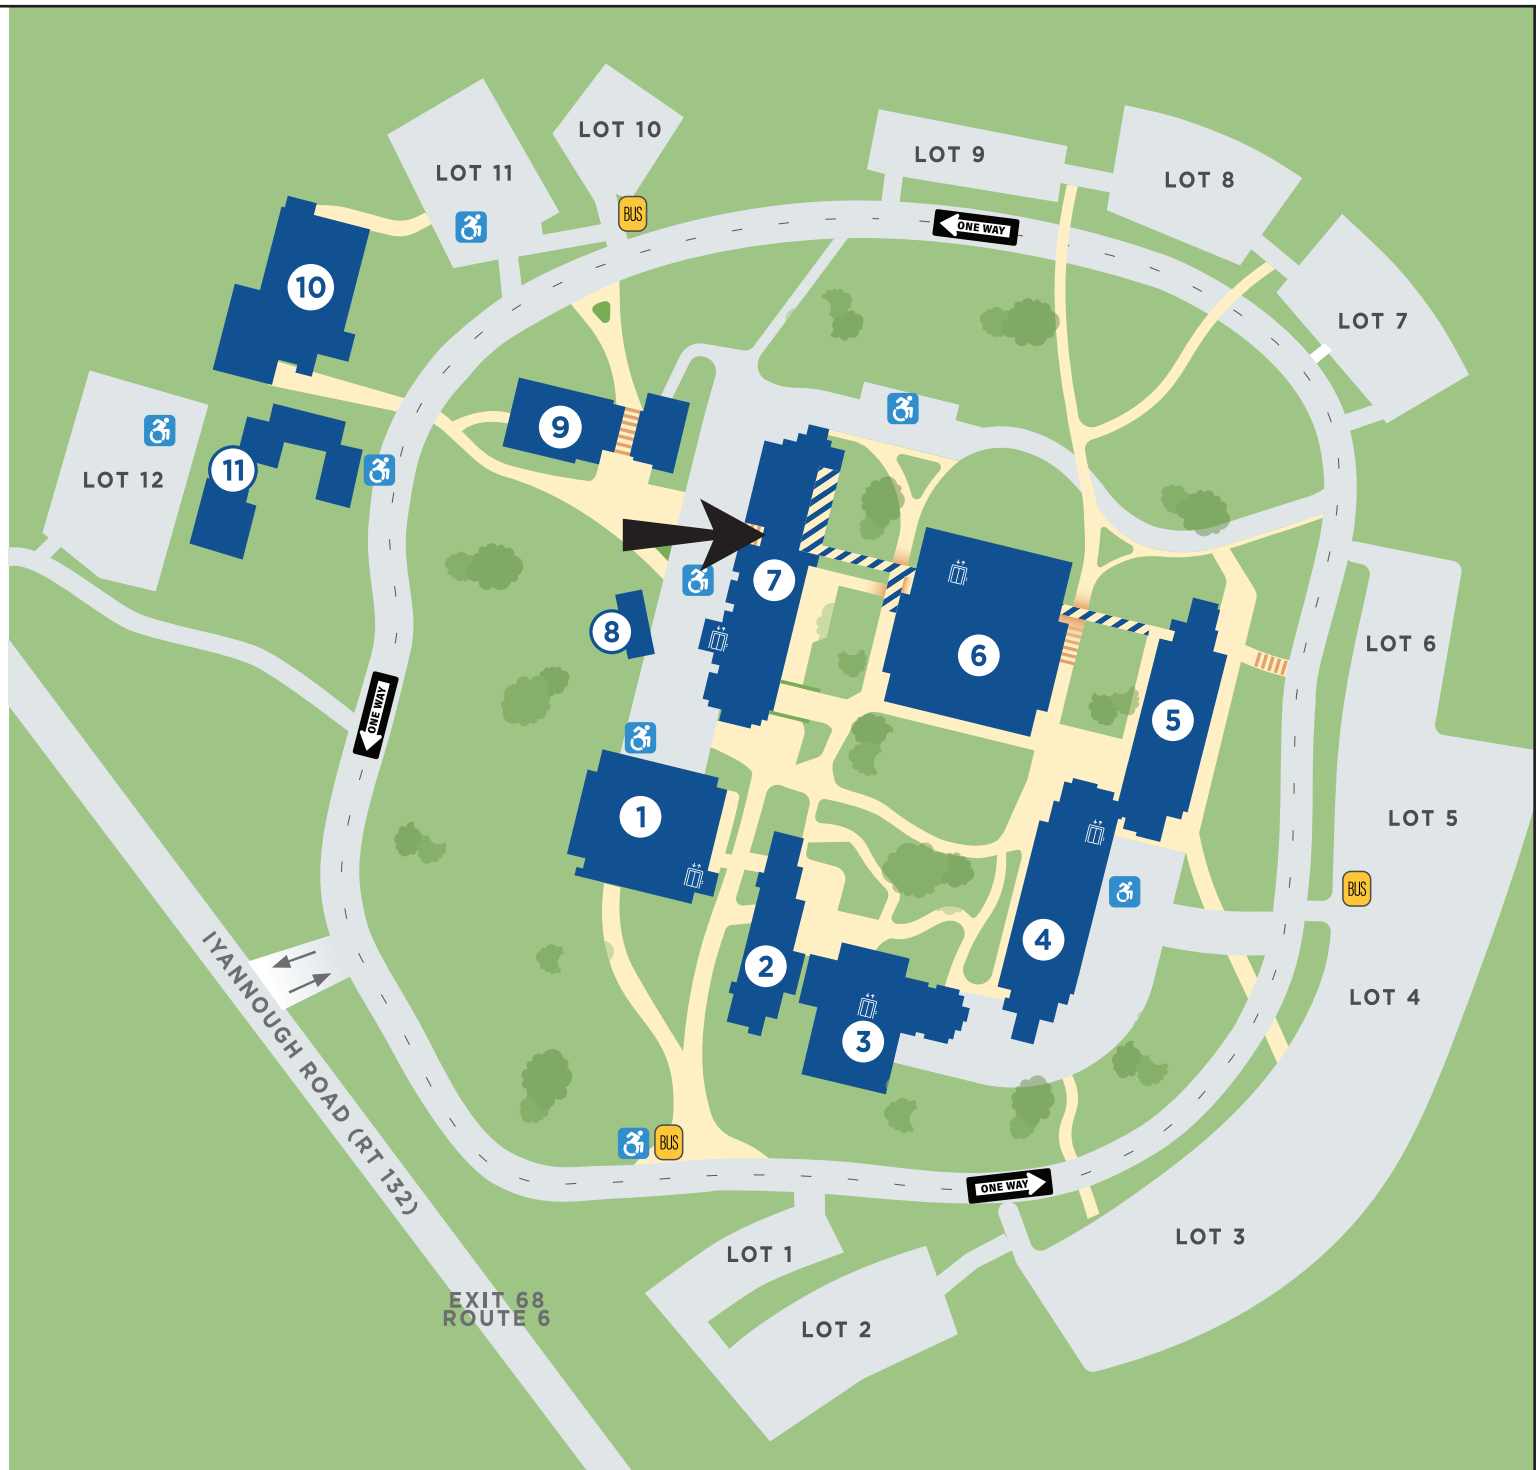 LOT 10
LOT 9
LOT 11
LOT 8
BUS
ONE WAY
10
LOT 7
9
LOT 12
11
7
8
6
LOT 6
ONE WAY
5
1
LOT 5
BUS
4
2
LOT 4
3
IYANNOUGH ROAD (RT 132)
BUS
ONE WAY
LOT 3
LOT 1
EXIT 68
ROUTE 6
LOT 2